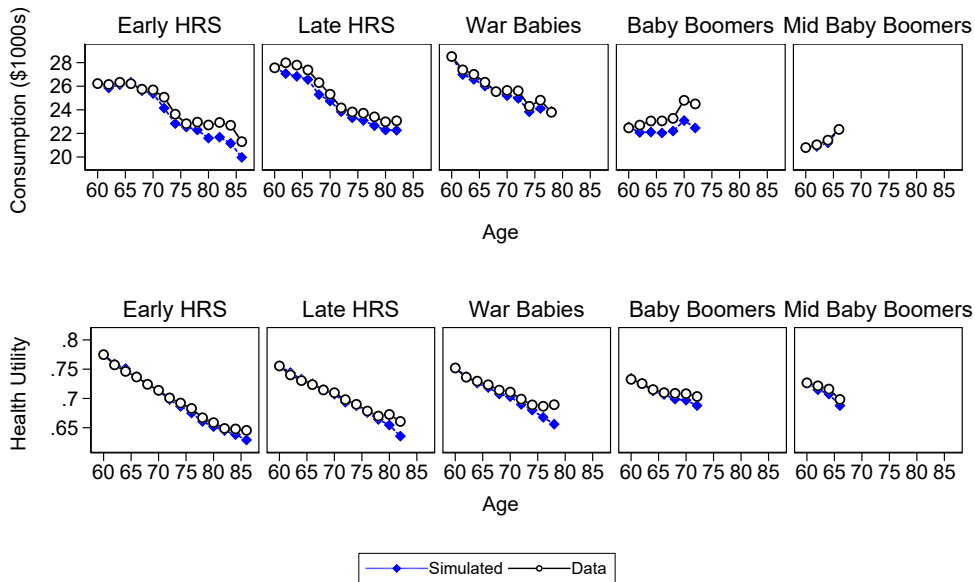 Early HRS Late HRS War Babies Baby Boomers Mid Baby Boomers
Consumption ($1000s)
28
26
24
22
20
60 65 70 75 80 85 60 65 70 75 80 85 60 65 70 75 80 85 60 65 70 75 80 85 60 65 70 75 80 85
Age
Early HRS Late HRS War Babies Baby Boomers Mid Baby Boomers
Health Utility
.8
.75
.7
.65
60 65 70 75 80 85 60 65 70 75 80 85 60 65 70 75 80 85 60 65 70 75 80 85 60 65 70 75 80 85
Age
Simulated Data